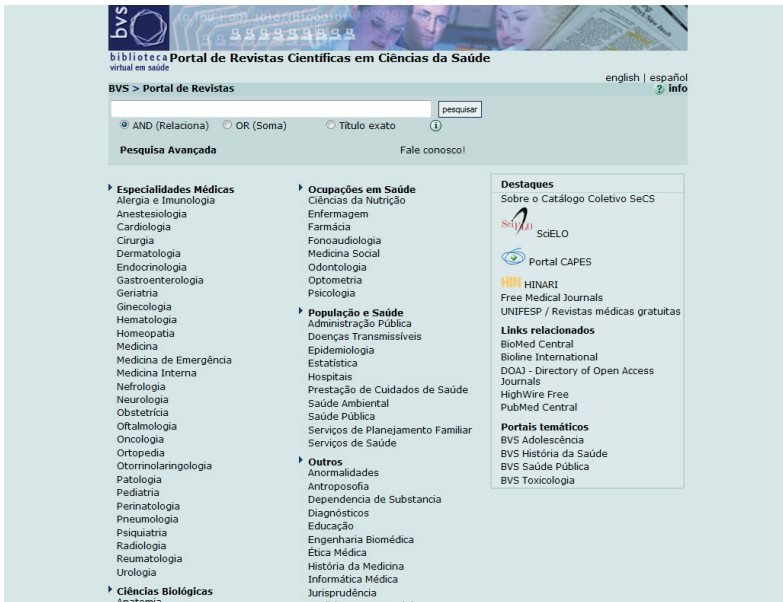 bvs
biblioteca
virtual em saúde
Portal de Revistas Científicas em Ciências da Saúde
english | español
BVS > Portal de Revistas
? info
pesquisar
AND (Relaciona) OR (Soma) Título exato i
Pesquisa Avançada Fale conosco!
Especialidades Médicas
Alergia e Imunologia
Anestesiologia
Cardiologia
Cirurgia
Dermatologia
Endocrinologia
Gastroenterologia
Geriatria
Ginecologia
Hematologia
Homeopatia
Medicina
Medicina de Emergência
Medicina Interna
Nefrologia
Neurologia
Obstetrícia
Oftalmologia
Oncologia
Ortopedia
Otorrinolaringologia
Patologia
Pediatria
Perinatologia
Pneumologia
Psiquiatria
Radiologia
Reumatologia
Urologia
Ciências Biológicas
Anatomia
Ocupações em Saúde
Ciências da Nutrição
Enfermagem
Farmácia
Fonoaudiologia
Medicina Social
Odontologia
Optometria
Psicologia
População e Saúde
Administração Pública
Doenças Transmissíveis
Epidemiologia
Estatística
Hospitais
Prestação de Cuidados de Saúde
Saúde Ambiental
Saúde Pública
Serviços de Planejamento Familiar
Serviços de Saúde
Outros
Anormalidades
Antroposofia
Dependencia de Substancia
Diagnósticos
Educação
Engenharia Biomédica
Ética Médica
História da Medicina
Informática Médica
Jurisprudência
Destaques
Sobre o Catálogo Coletivo SeCS
SciELO SciELO
Portal CAPES
HIN HINARI
Free Medical Journals
UNIFESP / Revistas médicas gratuitas
Links relacionados
BioMed Central
Bioline International
DOAJ - Directory of Open Access
Journals
HighWire Free
PubMed Central
Portais temáticos
BVS Adolescência
BVS História da Saúde
BVS Saúde Pública
BVS Toxicologia